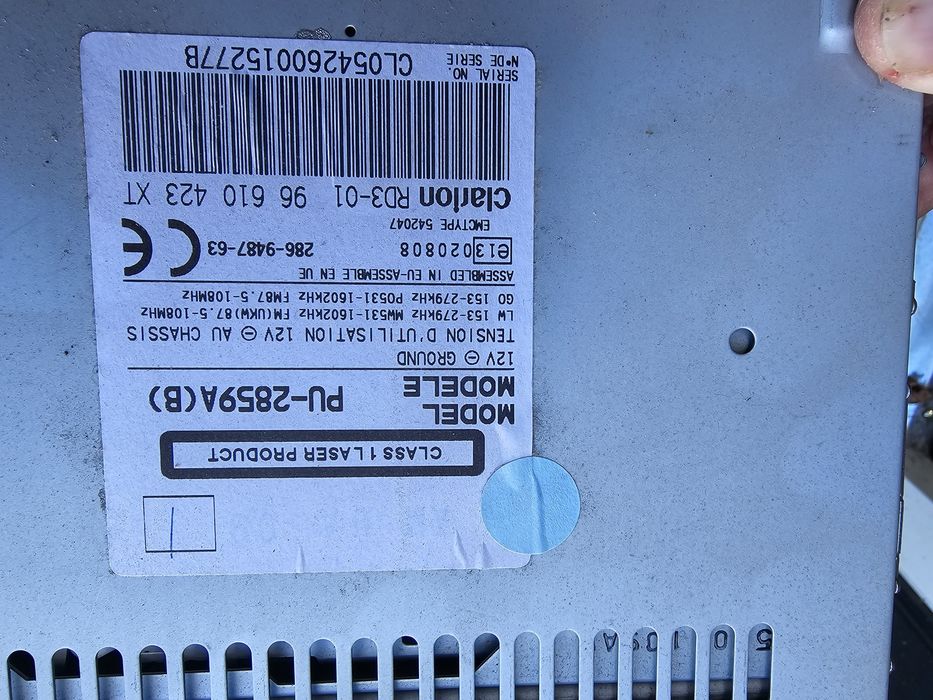 CLASS 1 LASER PRODUCT
MODEL
MODELE
PU-2859A(B)
12V ⊖ GROUND
TENSION D'UTILISATION 12V ⊖ AU CHASSIS
LW 153-279kHz MW531-1602kHz FM(UKW)87.5-108MHz
GO 153-279kHz PO531-1602kHz FM87.5-108MHz
ASSEMBLED IN EU-ASSEMBLE EN UE
e13 020808 286-9487-63 CE
EMCTYPE 542047
Clarion RD3-01 96 610 423 XT
SERIAL NO.
N°DE SERIE
CL054260015277B